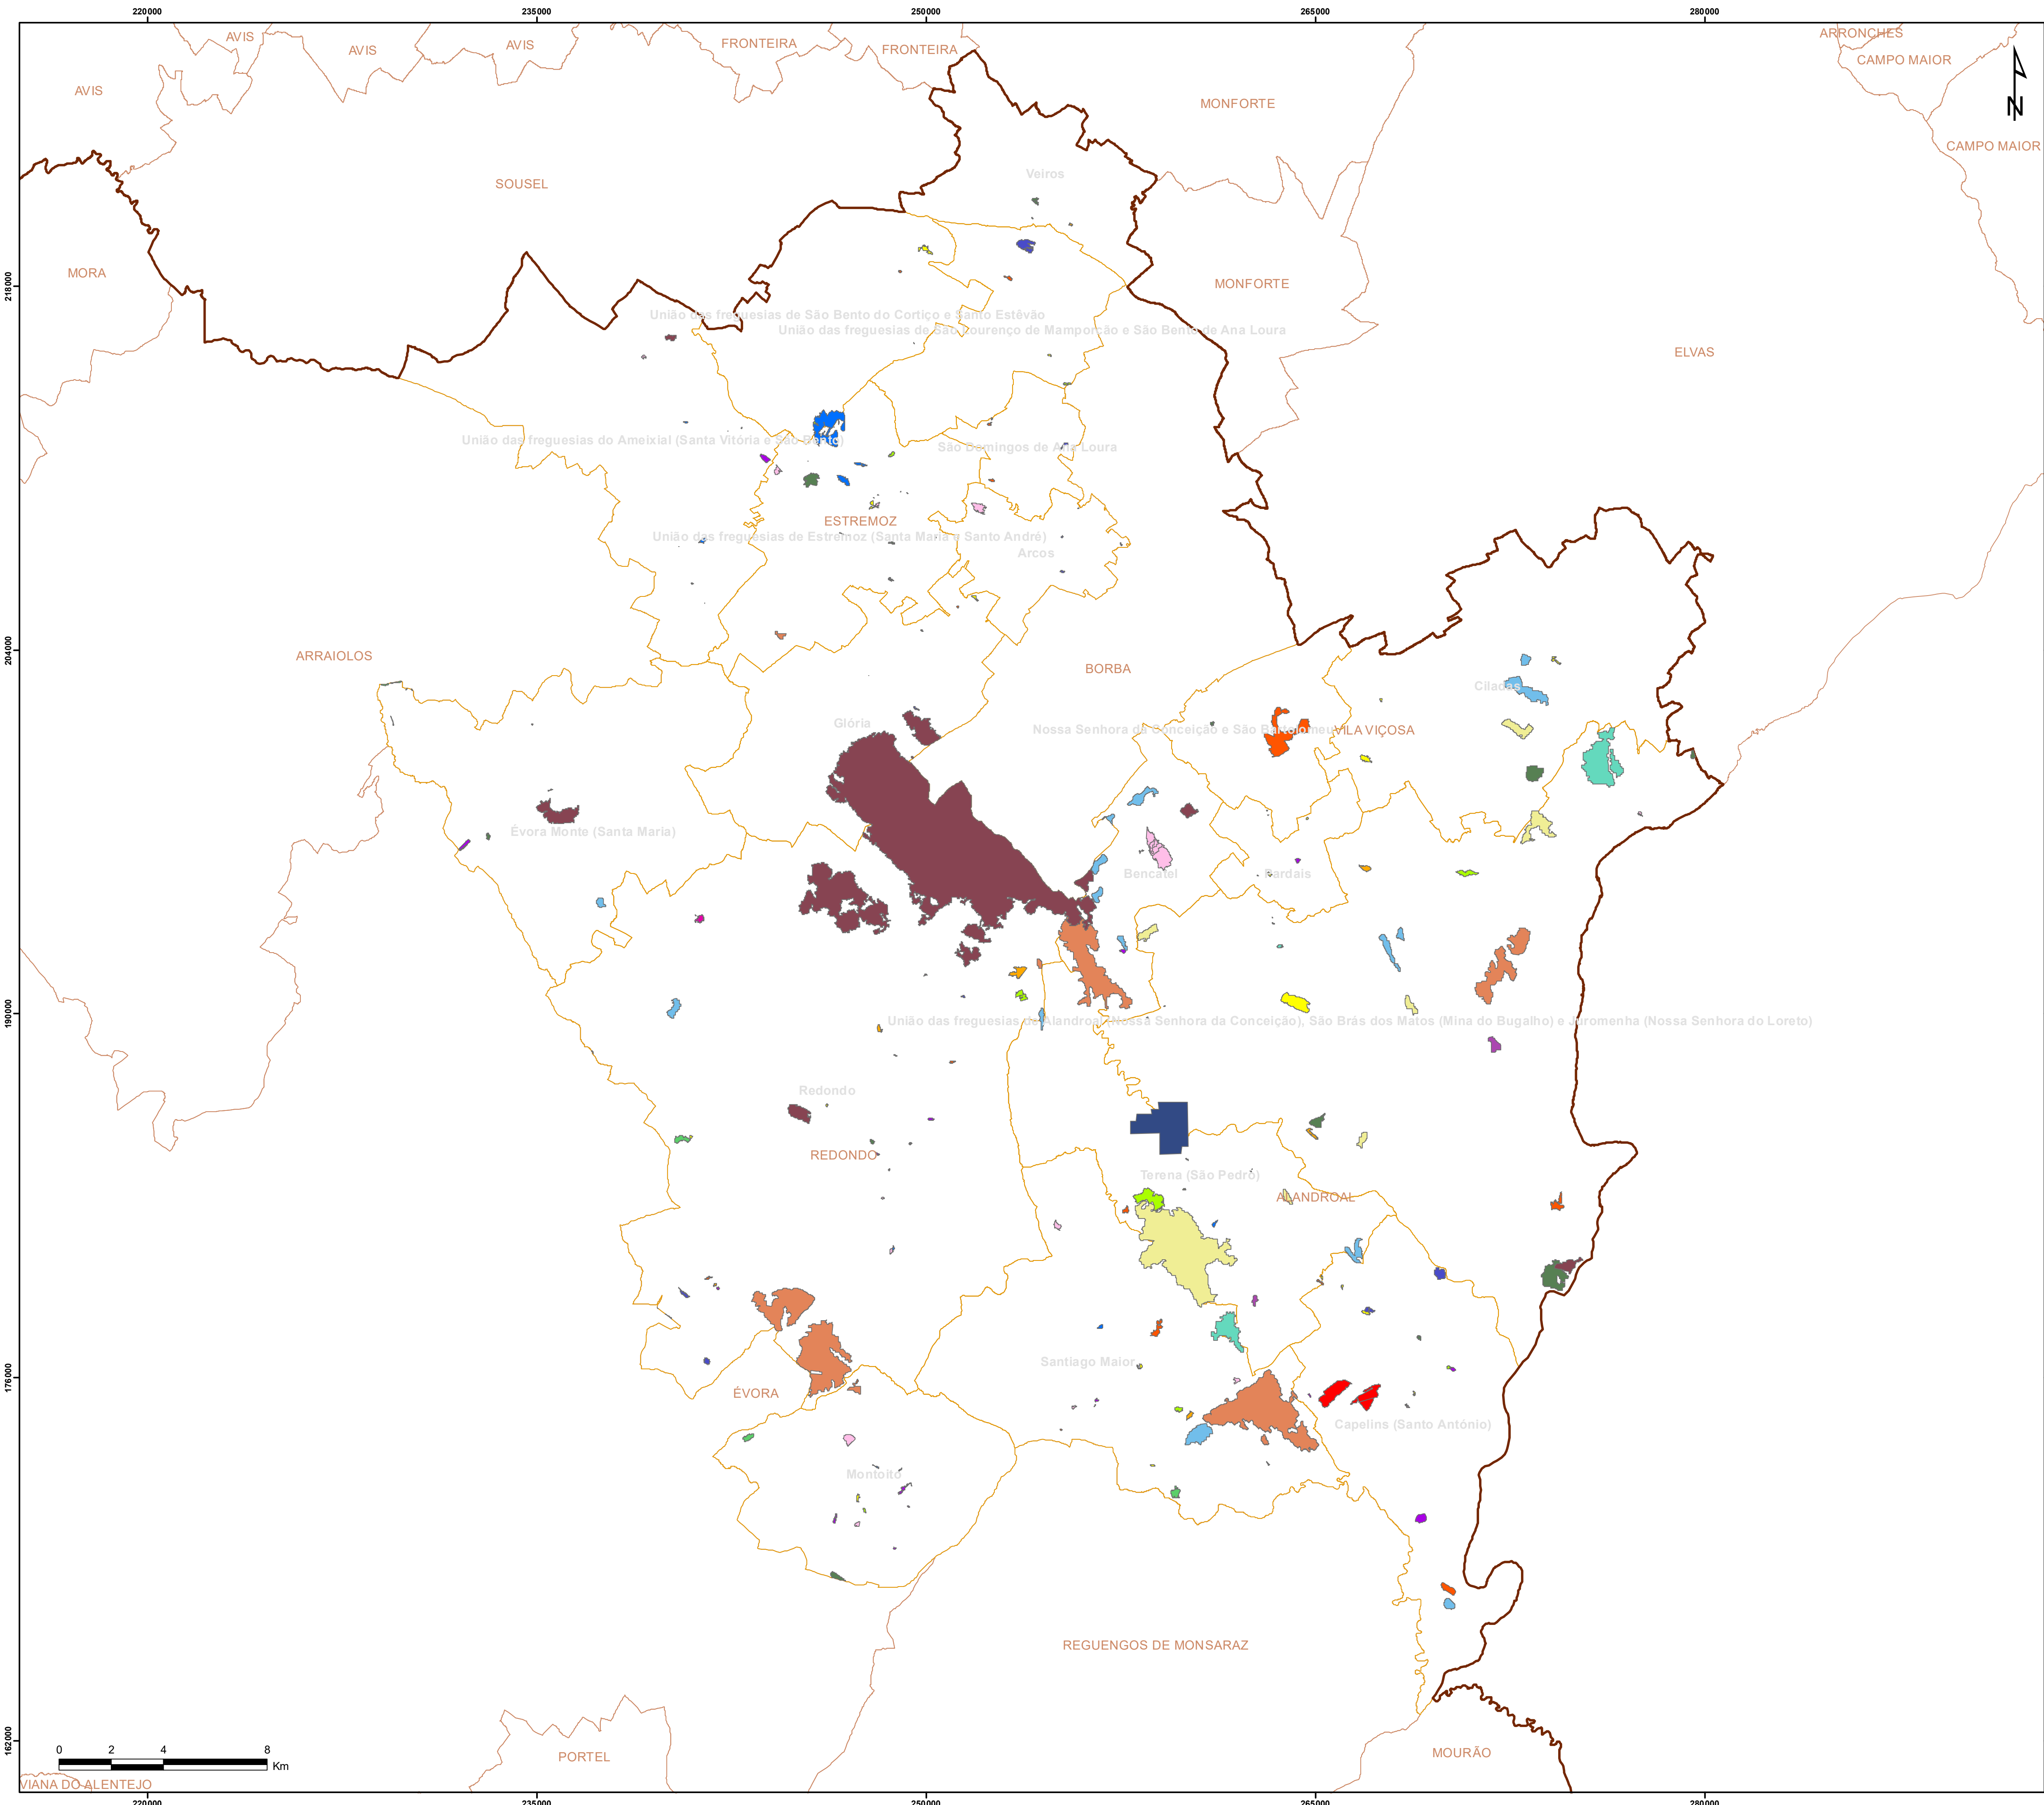 220000 235000 250000 265000 280000
AVIS AVIS AVIS FRONTEIRA FRONTEIRA ARRONCHES
CAMPO MAIOR
AVIS MONFORTE
N
CAMPO MAIOR
Veiros
SOUSEL
MORA
218000
MONFORTE
União das freguesias de São Bento do Cortiço e Santo Estêvão
União das freguesias de São Lourenço de Mamporcão e São Bento de Ana Loura
ELVAS
União das freguesias do Ameixial (Santa Vitória e São Bento)
São Domingos de Ana Loura
ESTREMOZ
União das freguesias de Estremoz (Santa Maria e Santo André)
Arcos
204000
ARRAIOLOS
BORBA
Ciladas
Glória
Nossa Senhora da Conceição e São Bartolomeu
VILA VIÇOSA
Évora Monte (Santa Maria)
Bencatel
Pardais
190000
União das freguesias de Alandroal (Nossa Senhora da Conceição), São Brás dos Matos (Mina do Bugalho) e Juromenha (Nossa Senhora do Loreto)
Redondo
REDONDO
Terena (São Pedro)
ALANDROAL
Santiago Maior
176000
ÉVORA
Capelins (Santo António)
Montoito
REGUENGOS DE MONSARAZ
162000
0 2 4 8
Km
PORTEL
MOURÃO
VIANA DO ALENTEJO
220000 235000 250000 265000 280000